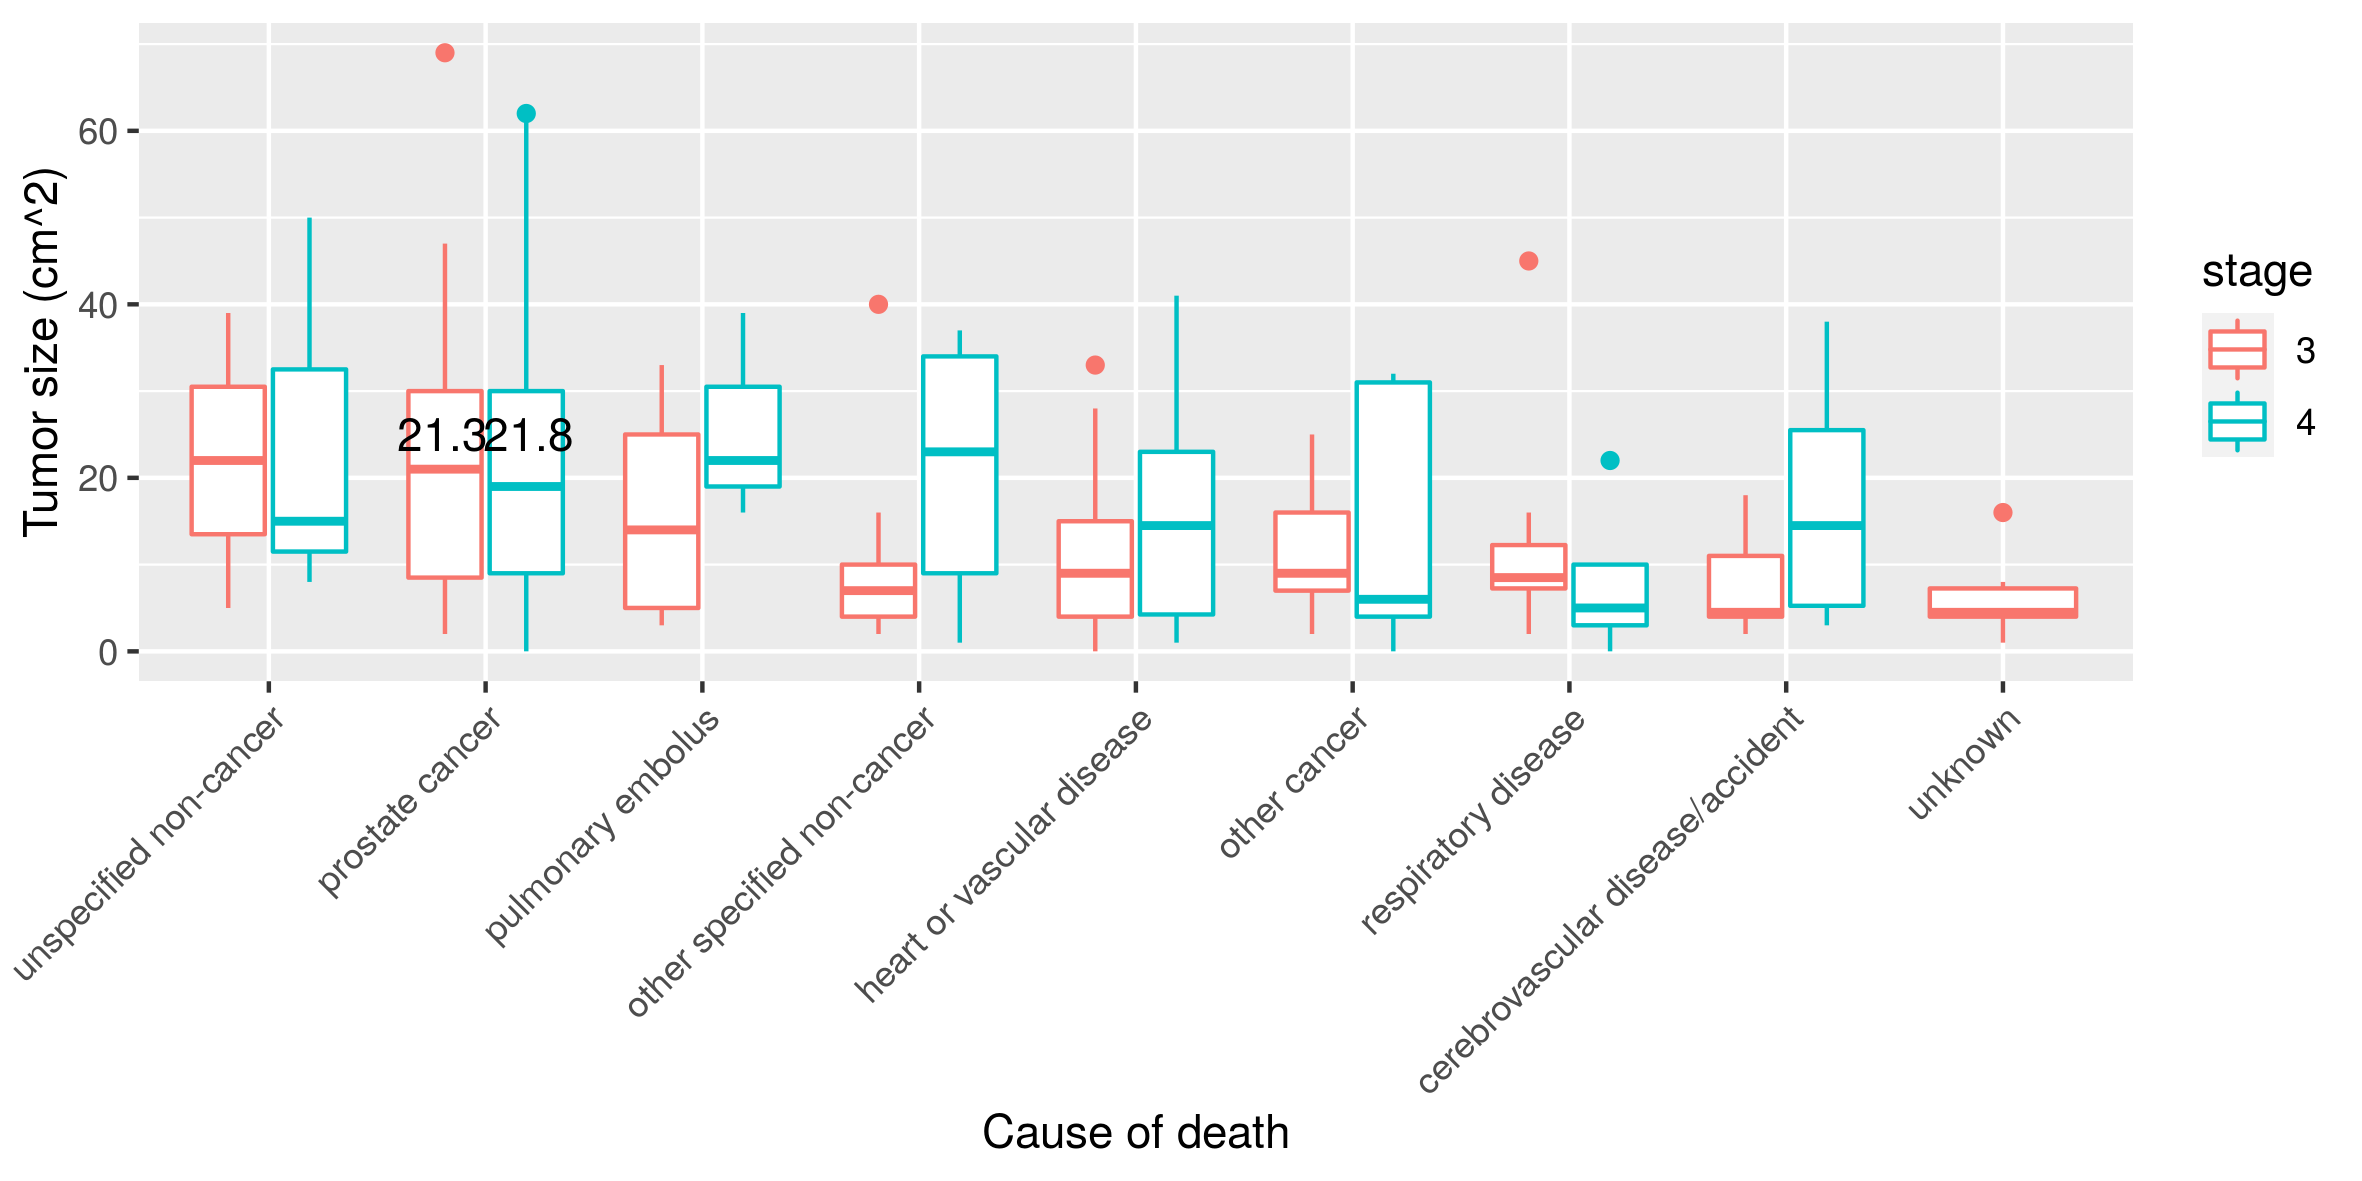 Tumor size (cm^2)
60
40
20
0
21.3
21.8
unspecified non-cancer
prostate cancer
pulmonary embolus
other specified non-cancer
heart or vascular disease
other cancer
respiratory disease
cerebrovascular disease/accident
unknown
Cause of death
stage
3
4